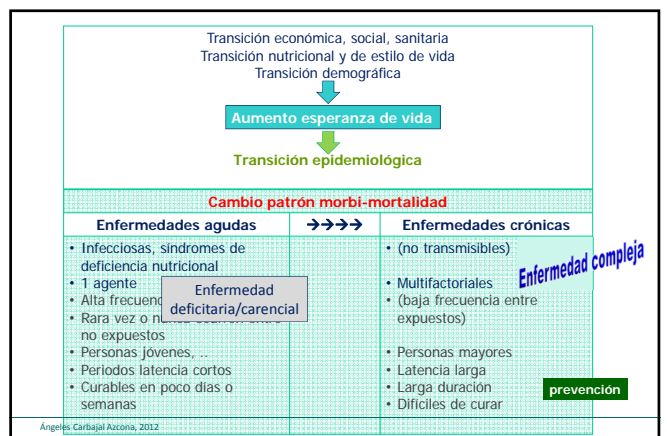 Transición económica, social, sanitaria
Transición nutricional y de estilo de vida
Transición demográfica
Aumento esperanza de vida
Transición epidemiológica
Cambio patrón morbi-mortalidad
Enfermedades agudas
→→→→
Enfermedades crónicas
• Infecciosas, síndromes de
deficiencia nutricional
• 1 agente
• Alta
• Rara vez o
no expuestos
• Personas jóvenes, ..
• Periodos latencia cortos
• Curables en poco días o
semanas
Enfermedad
deficitaria/carencial
• (no transmisibles)
• Multifactoriales
• (baja frecuencia entre
expuestos)
• Personas mayores
• Latencia larga
• Larga duración
• Difíciles de curar
Enfermedad compleja
prevención
Ángeles Carbajal Azcona, 2012